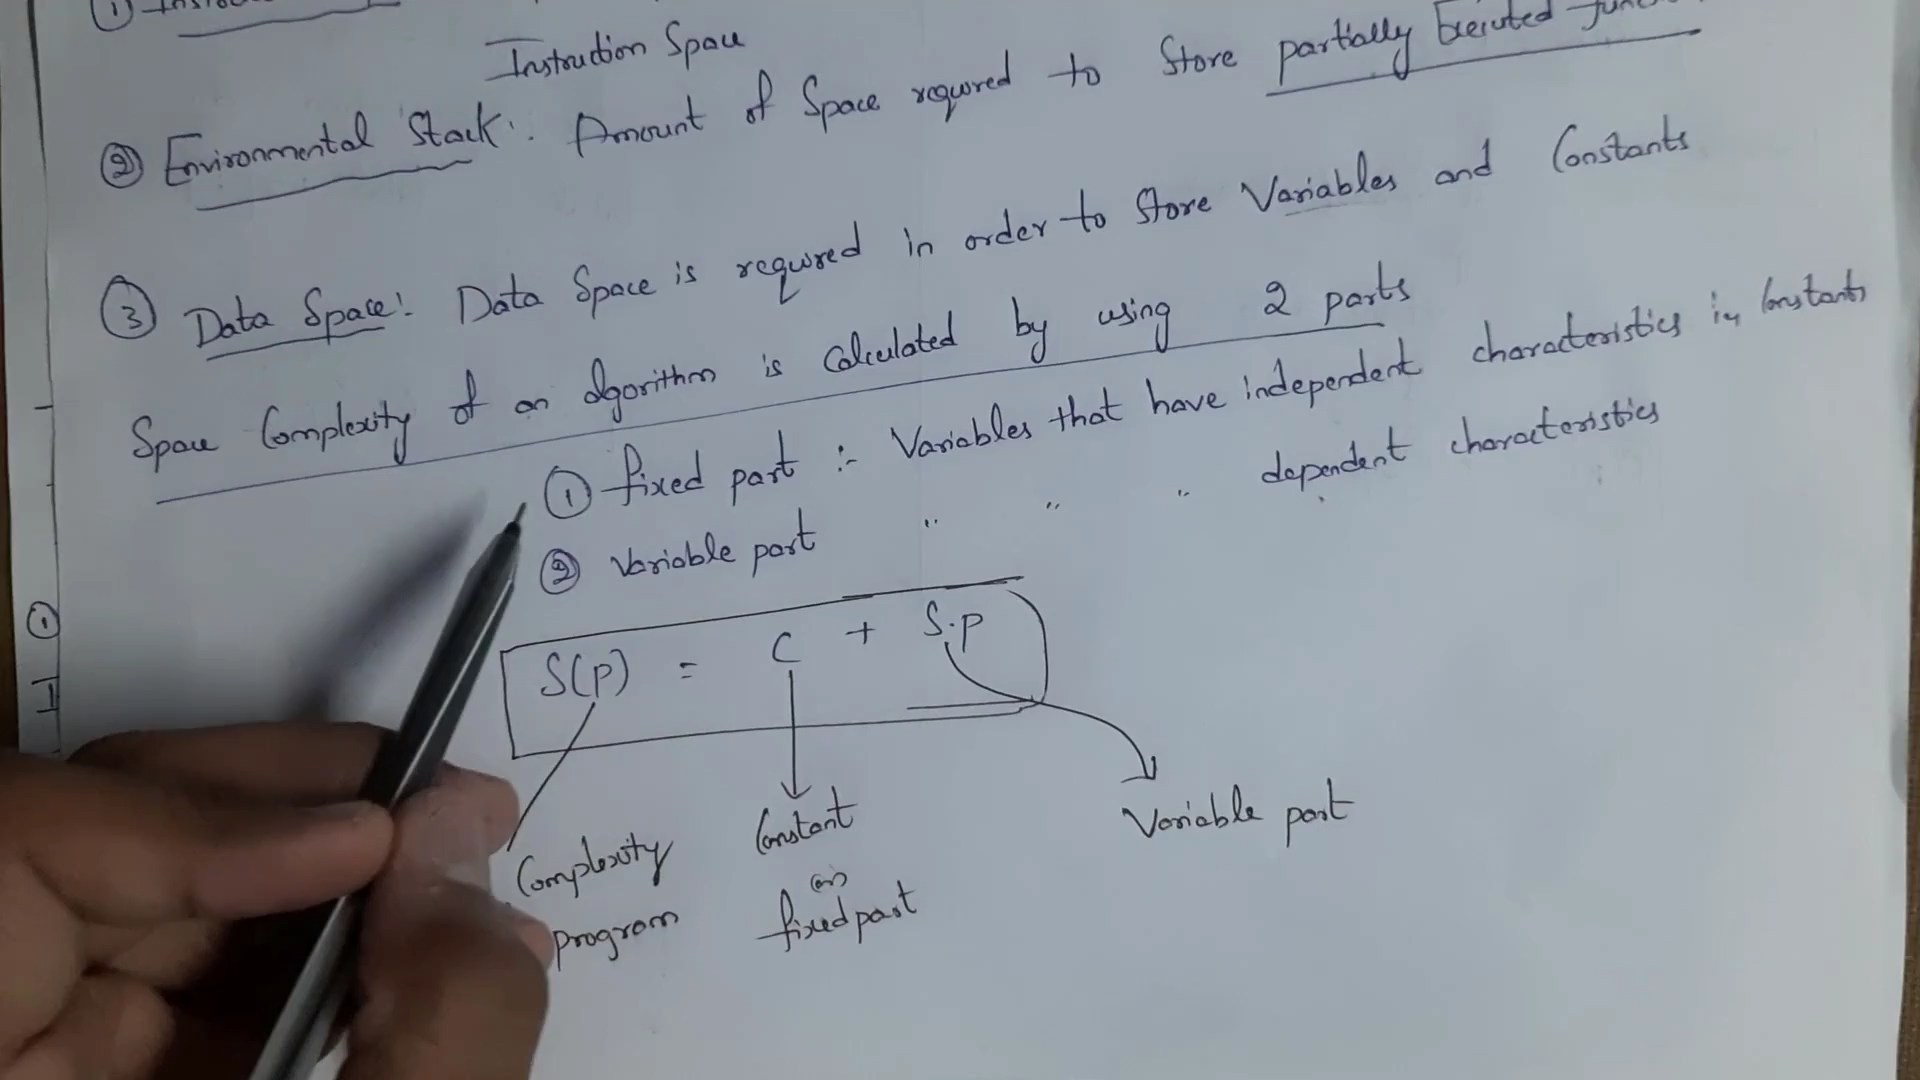 ①
Instruction Space
② Environmental Stack:. Amount of Space required to Store partially Executed
③ Data Space: Data Space is required in order to Store Variables and Constants
Space Complexity of an algorithm is calculated by using 2 parts
① fixed part :- Variables that have independent characteristics in Constants
② Variable part " " " dependent characteristics
S(p) = C + S.p
Complexity program
Constant (or) fixed part
Variable part
①